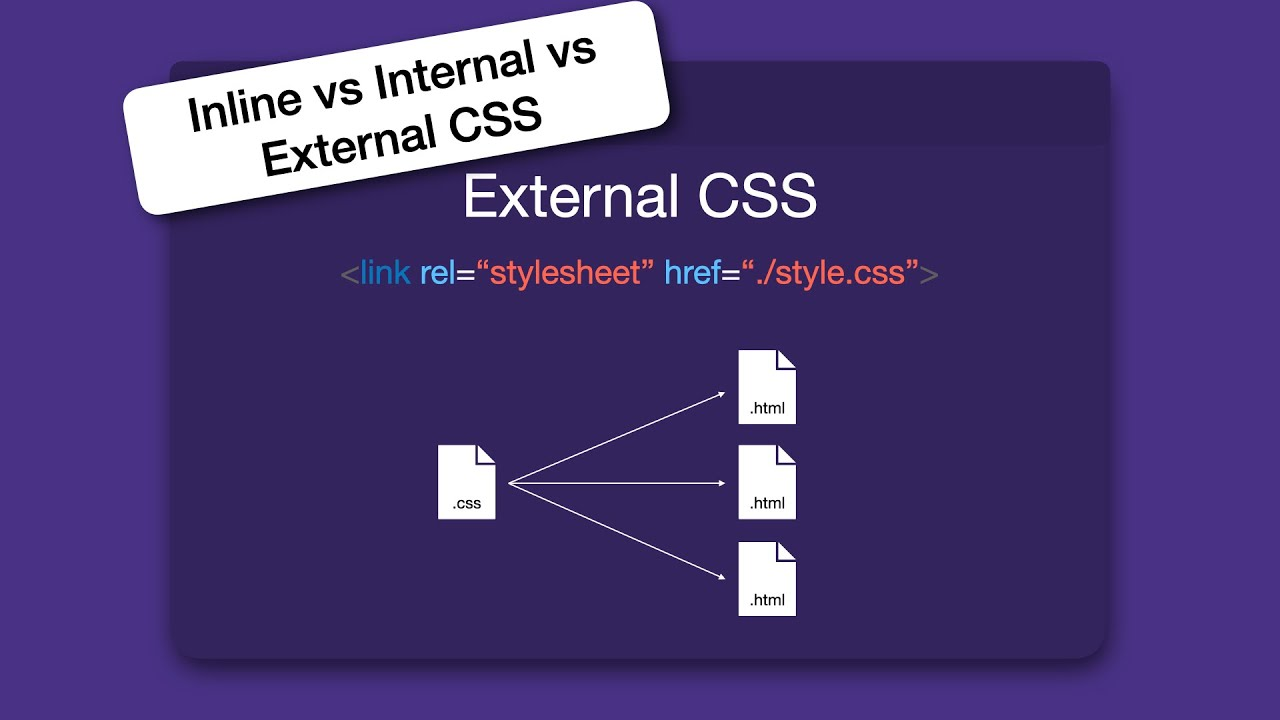 Inline vs Internal vs
External CSS
External CSS
<link rel=“stylesheet” href=“./style.css”>
.html
.css
.html
.html